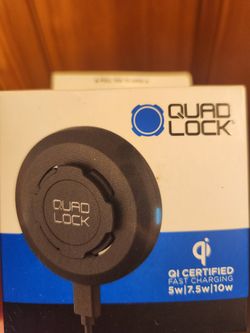 QUAD
LOCK®
QUAD
LOCK
qi
QI CERTIFIED
FAST CHARGING
5w|7.5w|10w